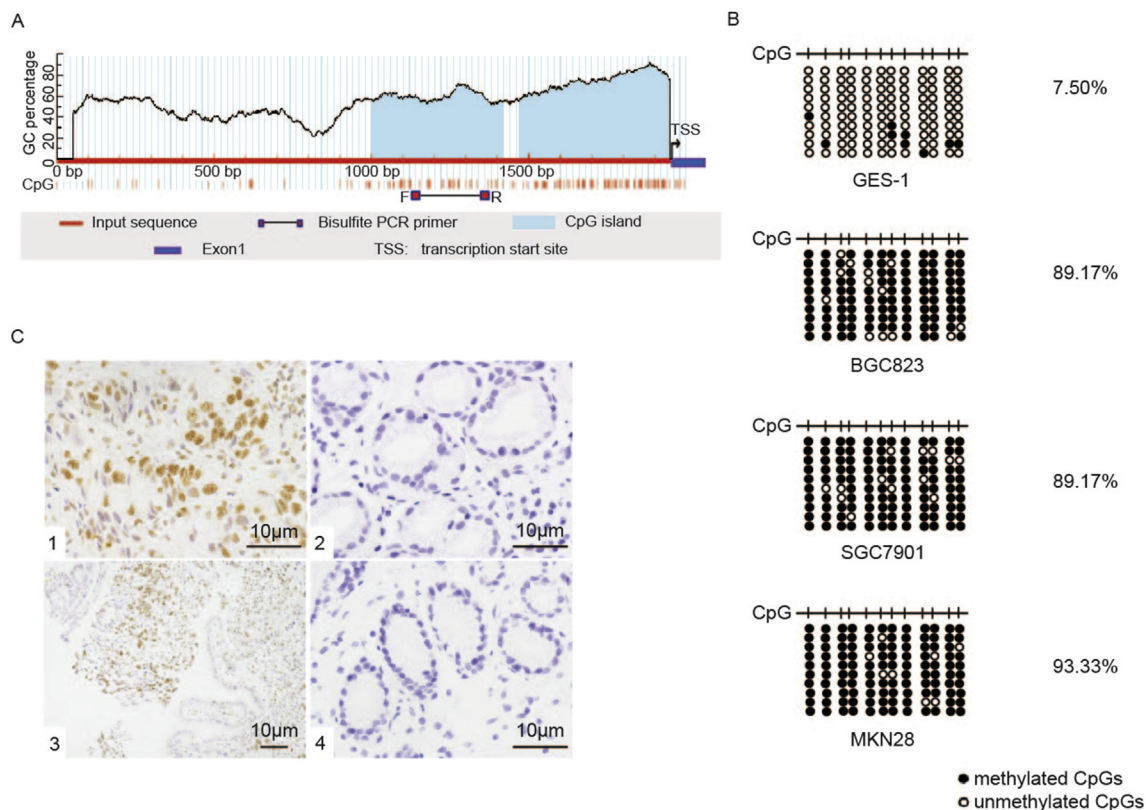 A
GC percentage
0 20 40 60 80
TSS
0 bp 500 bp 1000 bp 1500 bp
CpG
F R
Input sequence Bisulfite PCR primer CpG island
Exon1 TSS: transcription start site
B
CpG
7.50%
GES-1
CpG
89.17%
BGC823
CpG
89.17%
SGC7901
CpG
93.33%
MKN28
methylated CpGs
unmethylated CpGs
C
10µm 10µm
1 2
10µm 10µm
3 4